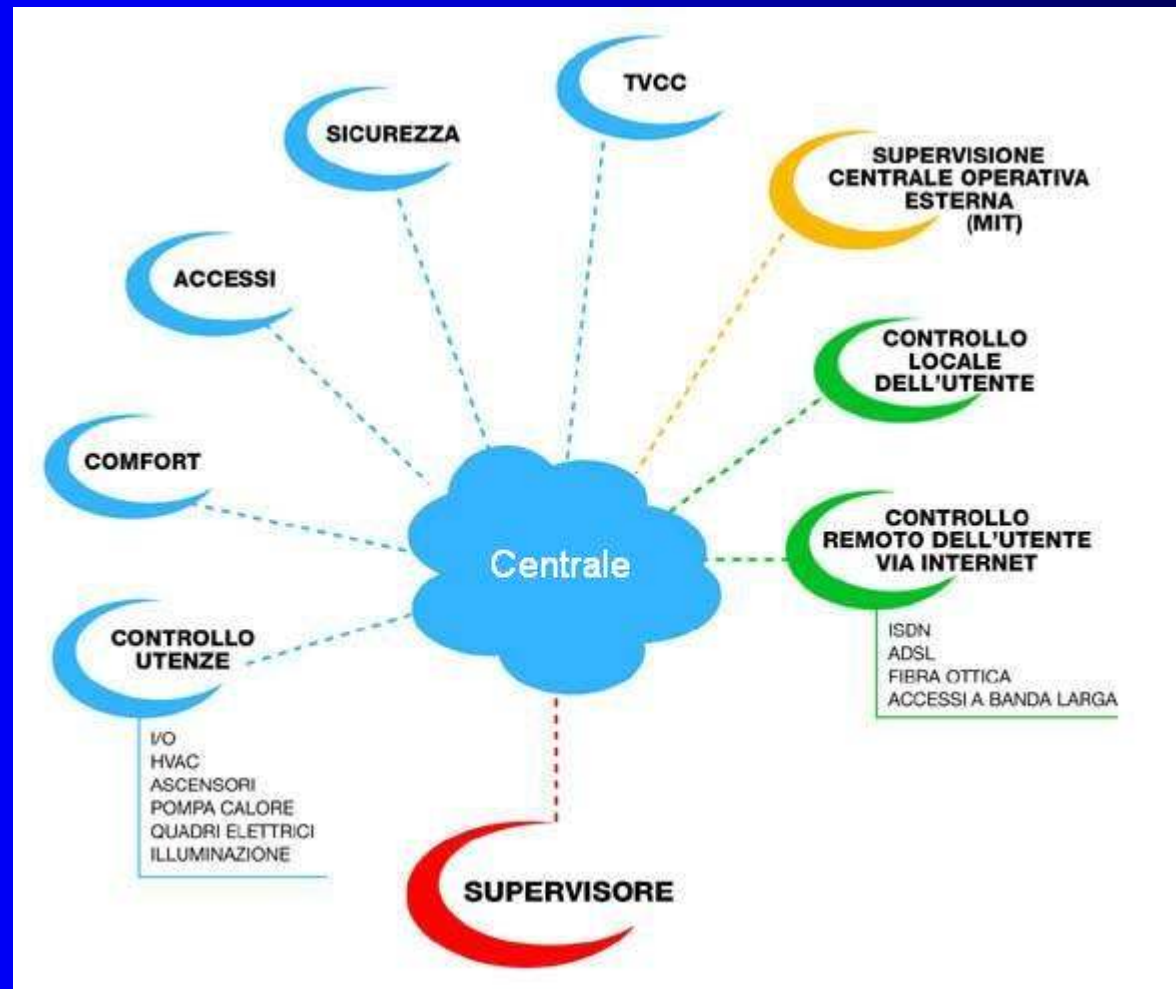 TVCC
SICUREZZA
SUPERVISIONE
CENTRALE OPERATIVA
ESTERNA
(MIT)
ACCESSI
CONTROLLO
LOCALE
DELL'UTENTE
COMFORT
CONTROLLO
REMOTO DELL'UTENTE
VIA INTERNET
Centrale
ISDN
ADSL
FIBRA OTTICA
ACCESSI A BANDA LARGA
CONTROLLO
UTENZE
I/O
HVAC
ASCENSORI
POMPA CALORE
QUADRI ELETTRICI
ILLUMINAZIONE
SUPERVISORE